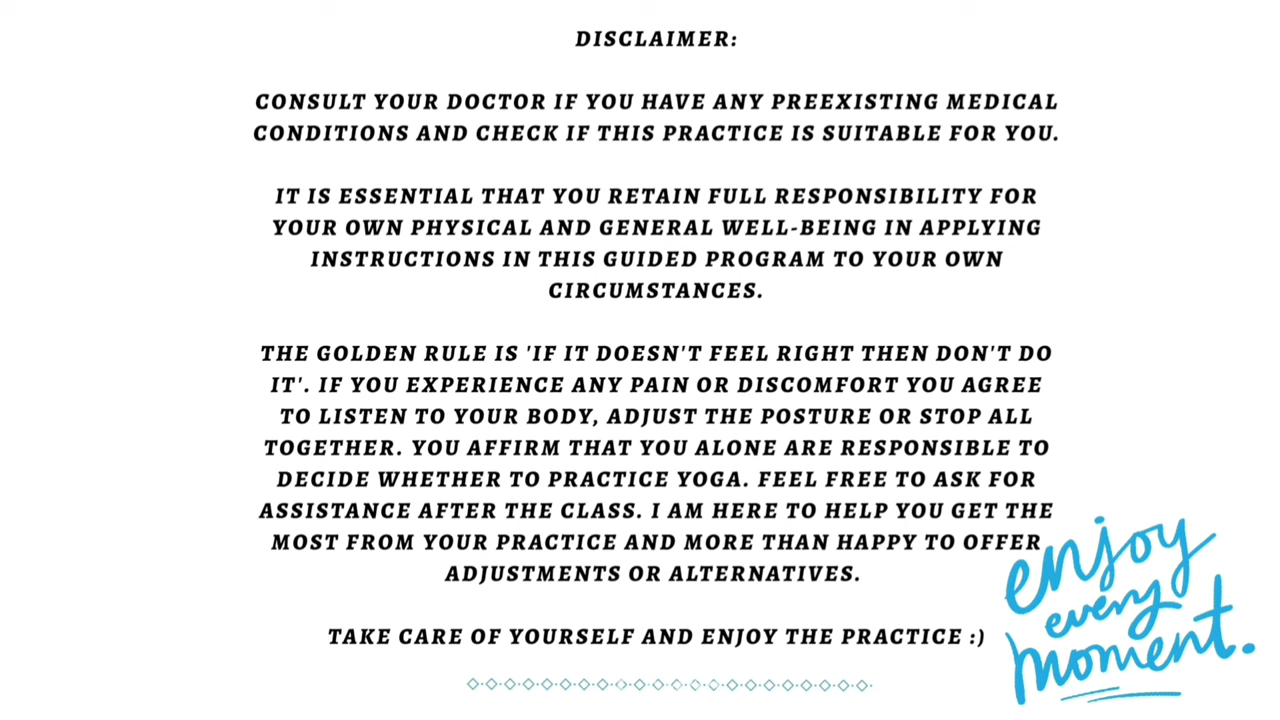 DISCLAIMER:
CONSULT YOUR DOCTOR IF YOU HAVE ANY PREEXISTING MEDICAL
CONDITIONS AND CHECK IF THIS PRACTICE IS SUITABLE FOR YOU.
IT IS ESSENTIAL THAT YOU RETAIN FULL RESPONSIBILITY FOR
YOUR OWN PHYSICAL AND GENERAL WELL-BEING IN APPLYING
INSTRUCTIONS IN THIS GUIDED PROGRAM TO YOUR OWN
CIRCUMSTANCES.
THE GOLDEN RULE IS 'IF IT DOESN'T FEEL RIGHT THEN DON'T DO
IT'. IF YOU EXPERIENCE ANY PAIN OR DISCOMFORT YOU AGREE
TO LISTEN TO YOUR BODY, ADJUST THE POSTURE OR STOP ALL
TOGETHER. YOU AFFIRM THAT YOU ALONE ARE RESPONSIBLE TO
DECIDE WHETHER TO PRACTICE YOGA. FEEL FREE TO ASK FOR
ASSISTANCE AFTER THE CLASS. I AM HERE TO HELP YOU GET THE
MOST FROM YOUR PRACTICE AND MORE THAN HAPPY TO OFFER
ADJUSTMENTS OR ALTERNATIVES.
TAKE CARE OF YOURSELF AND ENJOY THE PRACTICE :)
enjoy
every
moment.